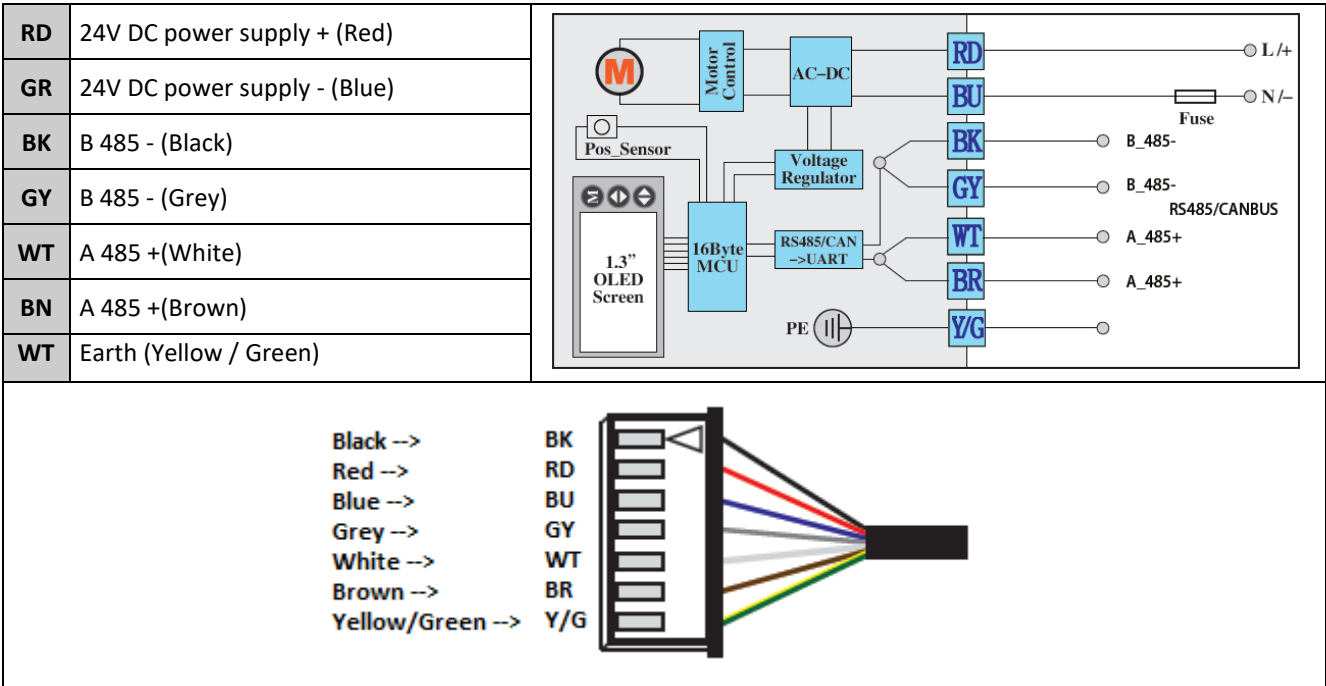 RD 24V DC power supply + (Red)
GR 24V DC power supply - (Blue)
BK B 485 - (Black)
GY B 485 - (Grey)
WT A 485 +(White)
BN A 485 +(Brown)
WT Earth (Yellow / Green)
M
Motor
Control
AC-DC
RD
L/+
BU
N/-
Fuse
Pos_Sensor
Voltage
Regulator
BK
B_485-
GY
B_485-
RS485/CANBUS
M
1.3”
OLED
Screen
16Byte
MCU
RS485/CAN
->UART
WT
A_485+
BR
A_485+
PE
Y/G
Black --> BK
Red --> RD
Blue --> BU
Grey --> GY
White --> WT
Brown --> BR
Yellow/Green --> Y/G